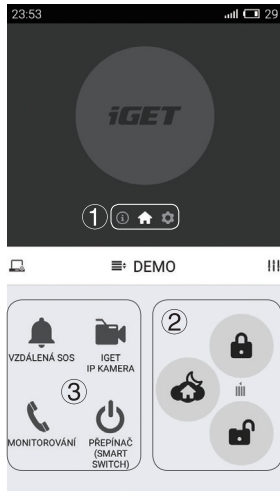 23:53 29
iGET
1
DEMO
2
VZDÁLENÁ SOS IGET
IP KAMERA
3
MONITOROVÁNÍ PŘEPÍNAČ
(SMART
SWITCH)